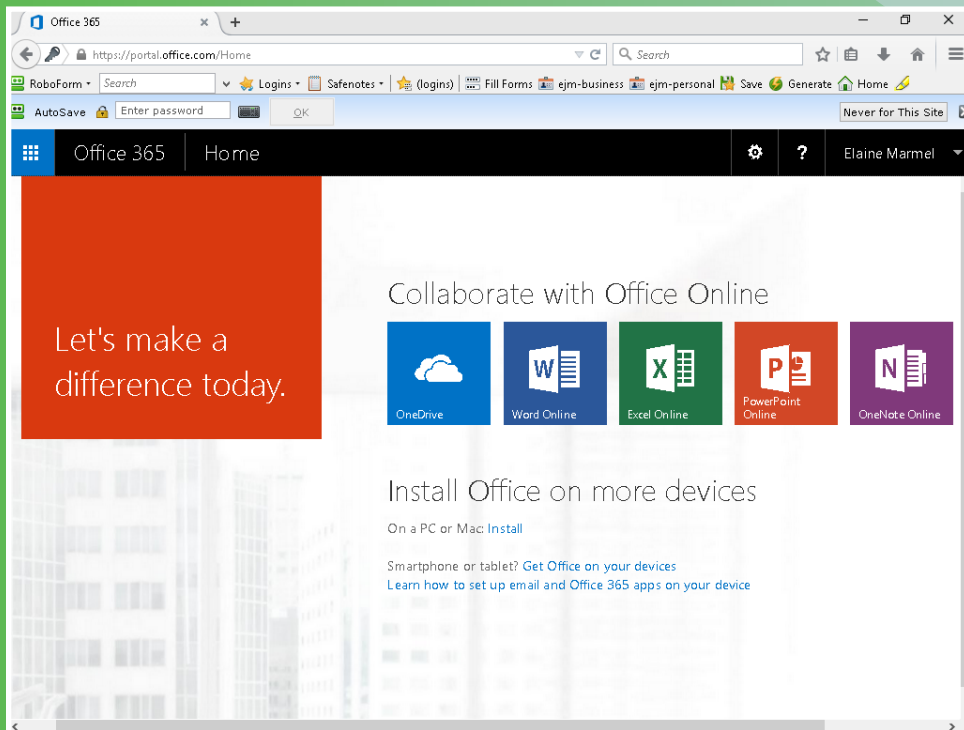 Office 365
https://portal.office.com/Home
Search
RoboForm Search Logins Safenotes (logins) Fill Forms ejm-business ejm-personal Save Generate Home
AutoSave Enter password OK Never for This Site
Office 365 Home ? Elaine Marmel
Let's make a
difference today.
Collaborate with Office Online
OneDrive
W
Word Online
X
Excel Online
P
PowerPoint
Online
N
OneNote Online
Install Office on more devices
On a PC or Mac: Install
Smartphone or tablet? Get Office on your devices
Learn how to set up email and Office 365 apps on your device